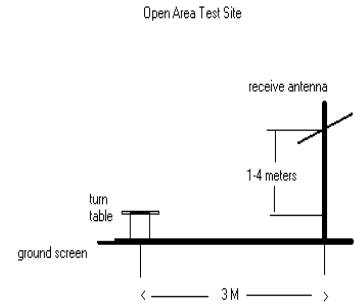 Open Area Test Site
receive antenna
1-4 meters
turn
table
ground screen
3 M